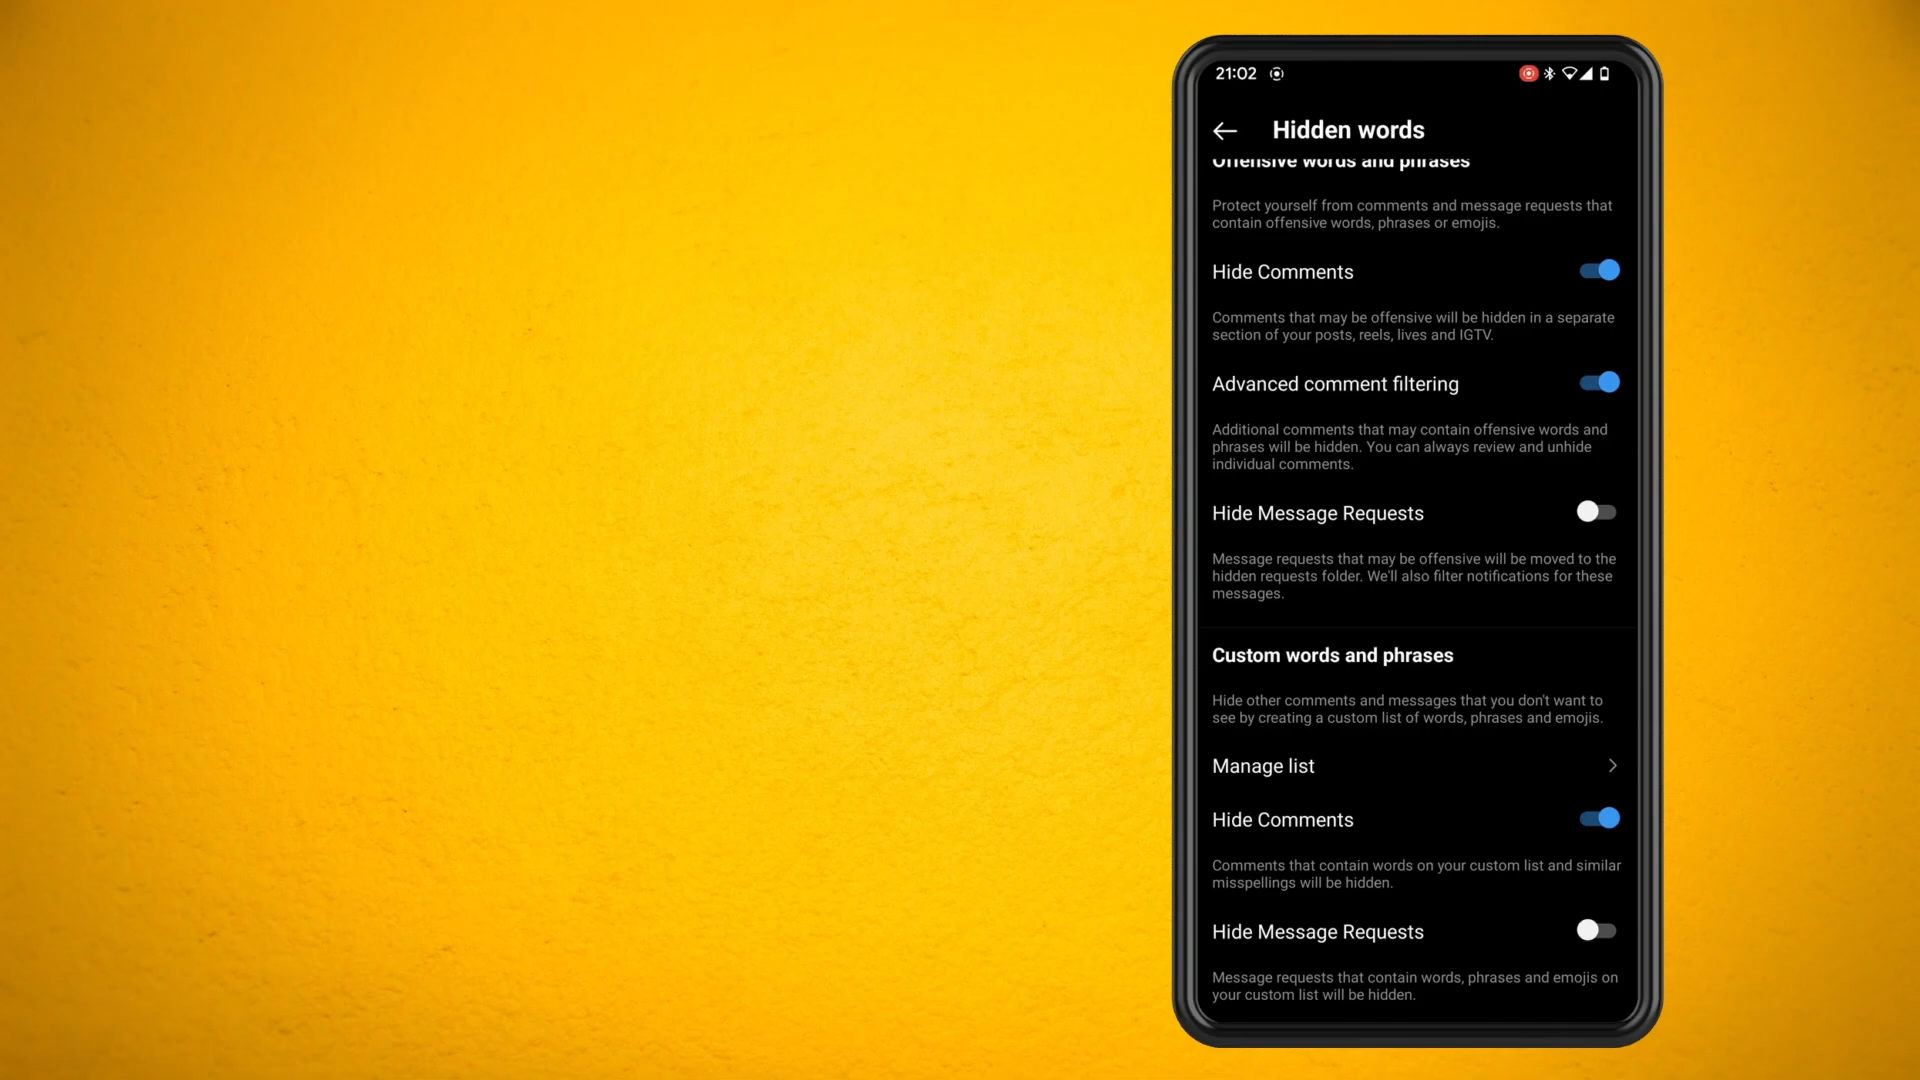 21:02
Hidden words
Offensive words and phrases
Protect yourself from comments and message requests that
contain offensive words, phrases or emojis.
Hide Comments
Comments that may be offensive will be hidden in a separate
section of your posts, reels, lives and IGTV.
Advanced comment filtering
Additional comments that may contain offensive words and
phrases will be hidden. You can always review and unhide
individual comments.
Hide Message Requests
Message requests that may be offensive will be moved to the
hidden requests folder. We'll also filter notifications for these
messages.
Custom words and phrases
Hide other comments and messages that you don't want to
see by creating a custom list of words, phrases and emojis.
Manage list
Hide Comments
Comments that contain words on your custom list and similar
misspellings will be hidden.
Hide Message Requests
Message requests that contain words, phrases and emojis on
your custom list will be hidden.